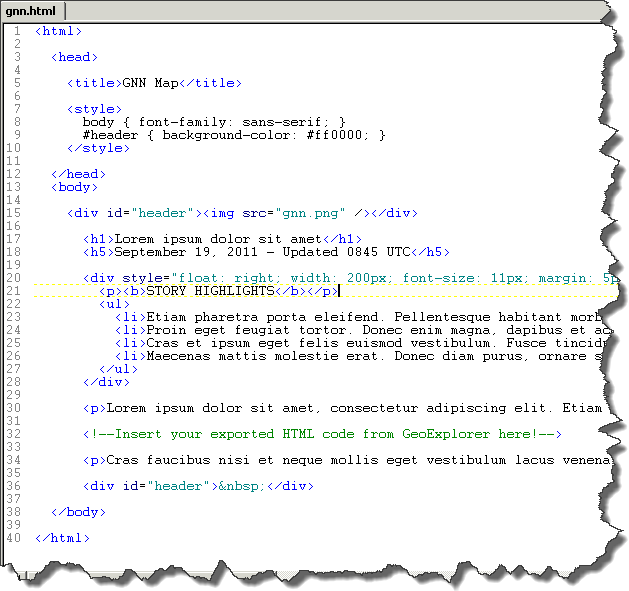 gnn.html
1 <html>
2
3 <head>
4
5 <title>GNN Map</title>
6
7 <style>
8 body { font-family: sans-serif; }
9 #header { background-color: #ff0000; }
10 </style>
11
12 </head>
13 <body>
14
15 <div id="header"><img src="gnn.png" /></div>
16
17 <h1>Lorem ipsum dolor sit amet</h1>
18 <h5>September 19, 2011 - Updated 0845 UTC</h5>
19
20 <div style="float: right; width: 200px; font-size: 11px; margin: 5p
21 <p><b>STORY HIGHLIGHTS</b></p>
22 <ul>
23 <li>Etiam pharetra porta eleifend. Pellentesque habitant morb
24 <li>Proin eget feugiat tortor. Donec enim magna, dapibus et ac
25 <li>Cras et ipsum eget felis euismod vestibulum. Fusce tincidu
26 <li>Maecenas mattis molestie erat. Donec diam purus, ornare s
27 </ul>
28 </div>
29
30 <p>Lorem ipsum dolor sit amet, consectetur adipiscing elit. Etiam
31
32 <!--Insert your exported HTML code from GeoExplorer here!-->
33
34 <p>Cras faucibus nisi et neque mollis eget vestibulum lacus venena
35
36 <div id="header">&nbsp;</div>
37
38 </body>
39
40 </html>